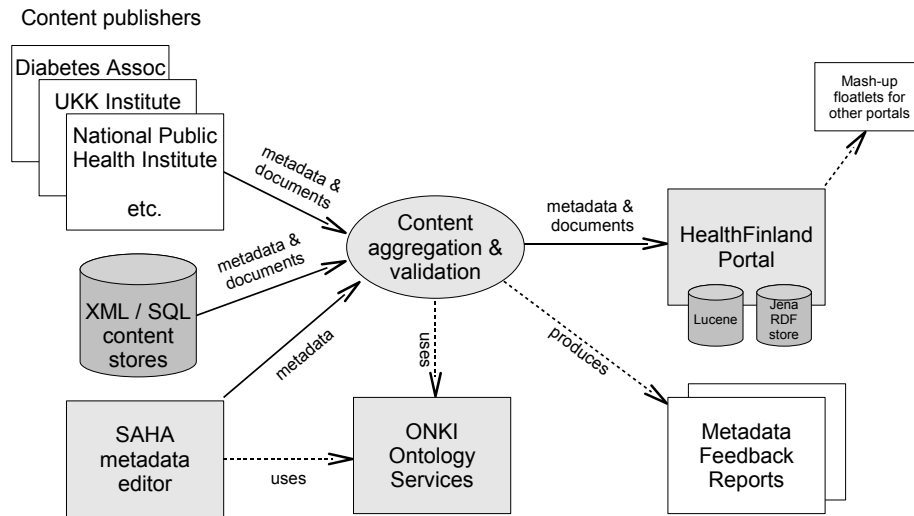 Content publishers
Diabetes Assoc
UKK Institute
National Public
Health Institute
etc.
metadata &
documents
metadata &
documents
XML / SQL
content
stores
metadata
SAHA
metadata
editor
uses
Content
aggregation &
validation
uses
ONKI
Ontology
Services
metadata &
documents
produces
Mash-up
floatlets for
other portals
HealthFinland
Portal
Lucene
Jena
RDF
store
Metadata
Feedback
Reports